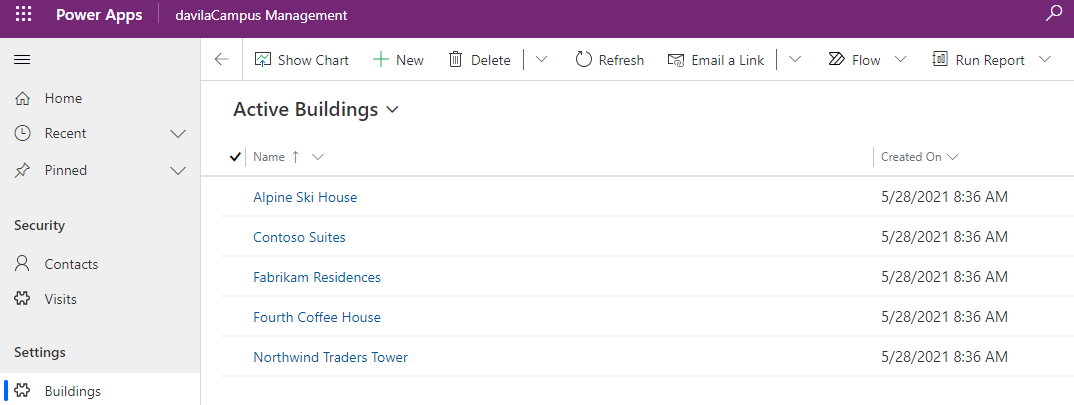 Power Apps davilaCampus Management
Show Chart New Delete Refresh Email a Link Flow Run Report
Home
Recent
Pinned
Security
Contacts
Visits
Settings
Buildings
Active Buildings
Name Created On
Alpine Ski House 5/28/2021 8:36 AM
Contoso Suites 5/28/2021 8:36 AM
Fabrikam Residences 5/28/2021 8:36 AM
Fourth Coffee House 5/28/2021 8:36 AM
Northwind Traders Tower 5/28/2021 8:36 AM